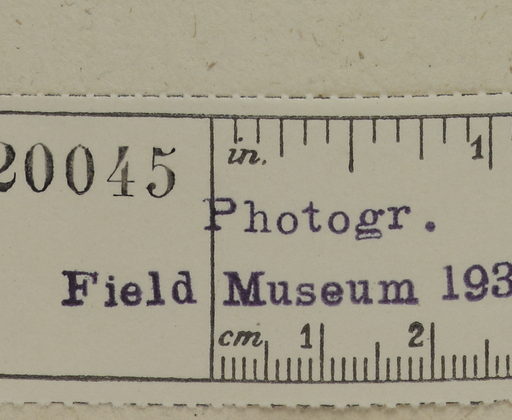 20045
in. 1
Photogr.
Field Museum 193
cm. 1 2